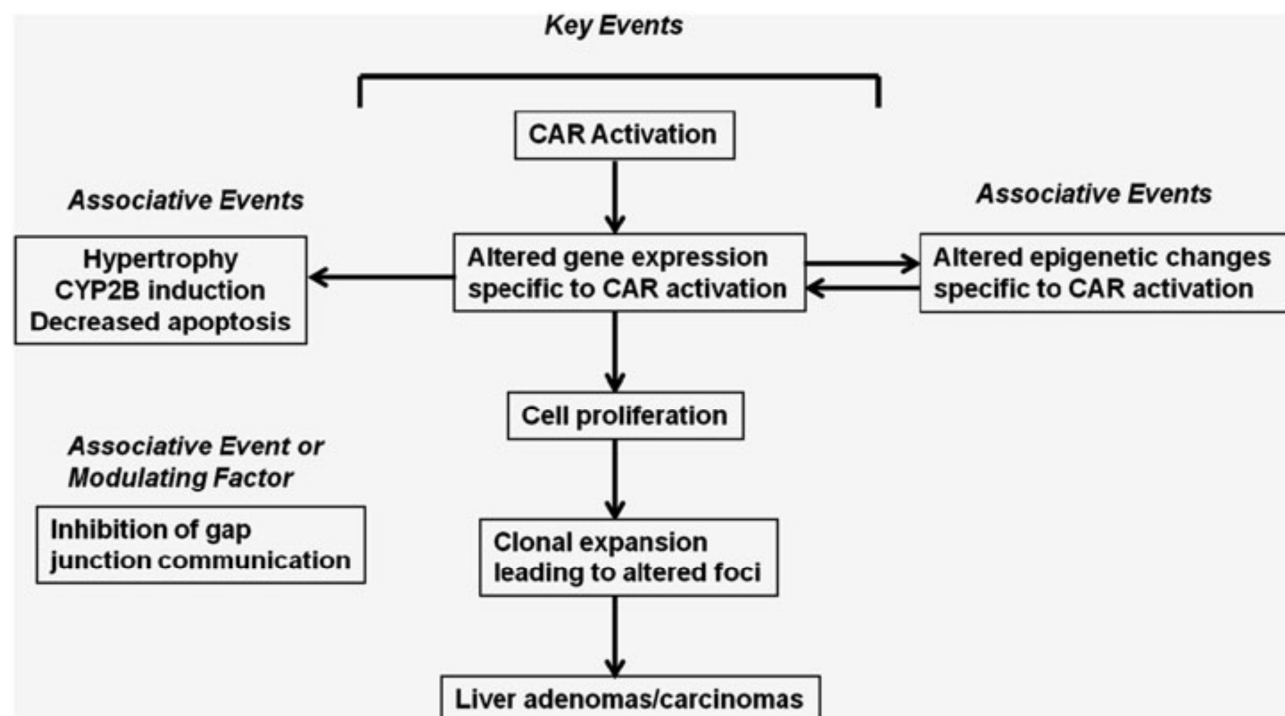 Key Events
CAR Activation
Associative Events
Associative Events
Hypertrophy
CYP2B induction
Decreased apoptosis
Altered gene expression
specific to CAR activation
Altered epigenetic changes
specific to CAR activation
Cell proliferation
Associative Event or
Modulating Factor
Inhibition of gap
junction communication
Clonal expansion
leading to altered foci
Liver adenomas/carcinomas